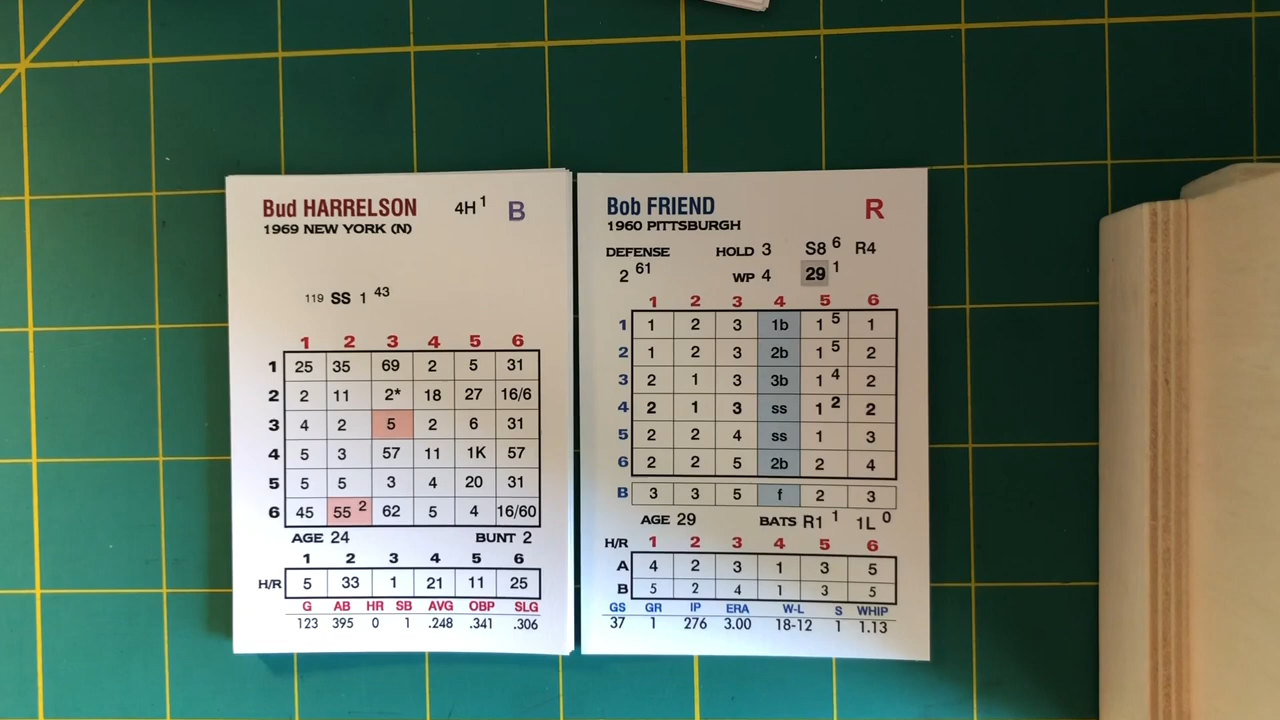 Bud HARRELSON 4H 1 B
1969 NEW YORK (N)
119 SS 1 43
1 2 3 4 5 6
1 25 35 69 2 5 31
2 2 11 2* 18 27 16/6
3 4 2 5 2 6 31
4 5 3 57 11 1K 57
5 5 5 3 4 20 31
6 45 55 2 62 5 4 16/60
AGE 24 BUNT 2
1 2 3 4 5 6
H/R 5 33 1 21 11 25
G AB HR SB AVG OBP SLG
123 395 0 1 .248 .341 .306
Bob FRIEND R
1960 PITTSBURGH
DEFENSE HOLD 3 S8 6 R4
2 61 WP 4 29 1
1 2 3 4 5 6
1 1 2 3 1b 1 5 1
2 1 2 3 2b 1 5 2
3 2 1 3 3b 1 4 2
4 2 1 3 ss 1 2 2
5 2 2 4 ss 1 3
6 2 2 5 2b 2 4
B 3 3 5 f 2 3
AGE 29 BATS R1 1 1L 0
H/R 1 2 3 4 5 6
A 4 2 3 1 3 5
B 5 2 4 1 3 5
GS GR IP ERA W-L S WHIP
37 1 276 3.00 18-12 1 1.13